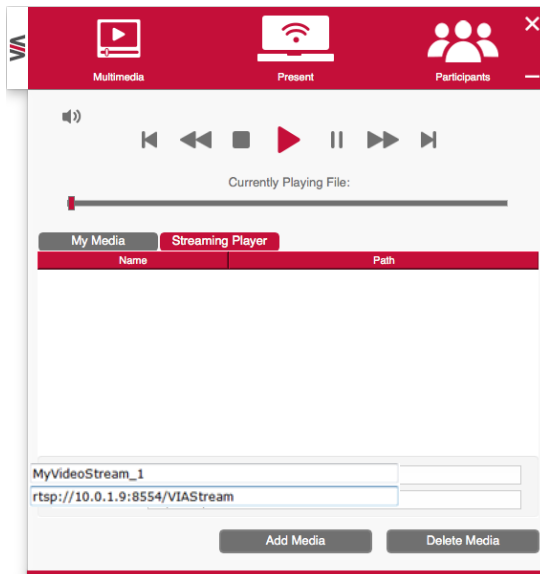 Multimedia
Present
Participants
Currently Playing File:
My Media
Streaming Player
Name
Path
MyVideoStream_1
rtsp://10.0.1.9:8554/VIAStream
Add Media
Delete Media